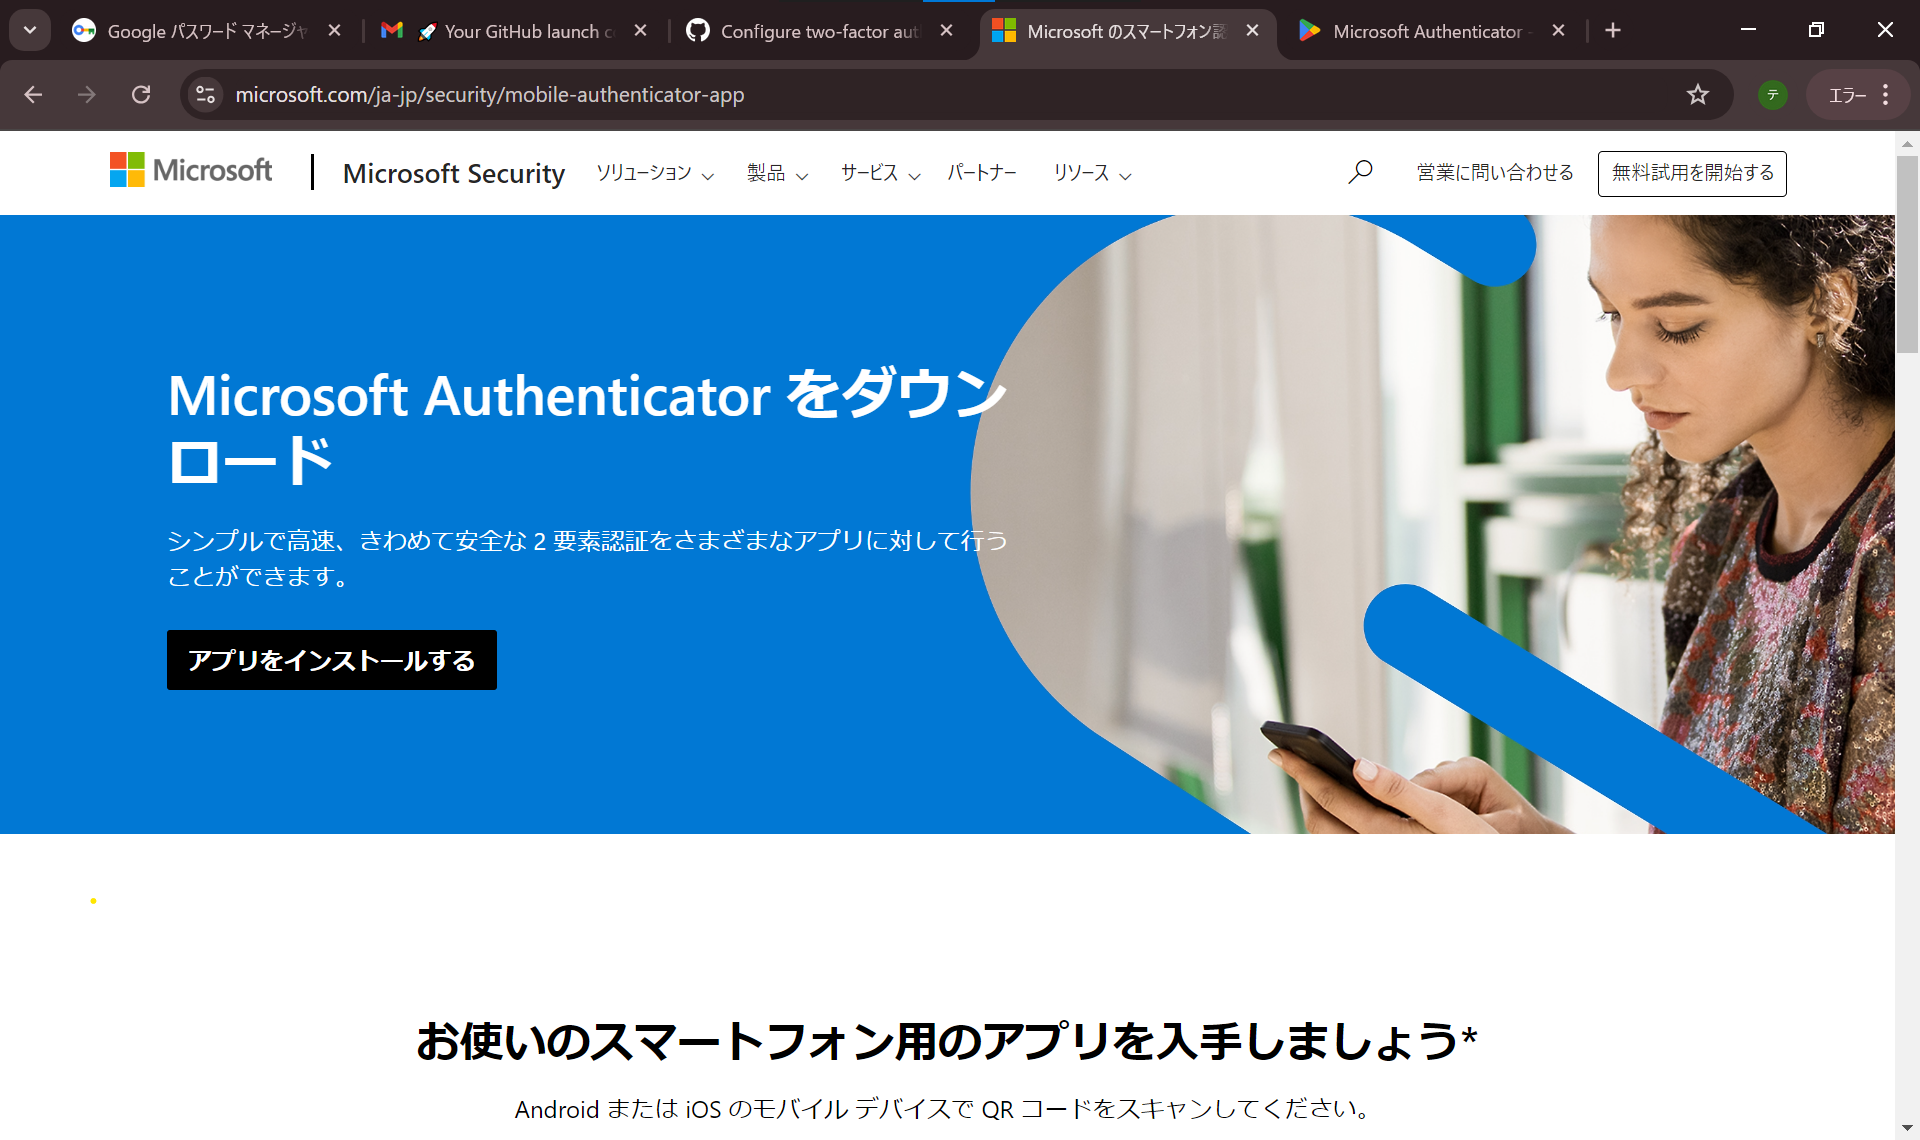 Google パスワード マネージャ
🚀 Your GitHub launch c
Configure two-factor aut
Microsoft のスマートフォン認
Microsoft Authenticator -
microsoft.com/ja-jp/security/mobile-authenticator-app
テ
エラー
Microsoft
Microsoft Security
ソリューション
製品
サービス
パートナー
リソース
営業に問い合わせる
無料試用を開始する
Microsoft Authenticator をダウン
ロード
シンプルで高速、きわめて安全な 2 要素認証をさまざまなアプリに対して行う
ことができます。
アプリをインストールする
お使いのスマートフォン用のアプリを入手しましょう*
Android または iOS のモバイル デバイスで QR コードをスキャンしてください。